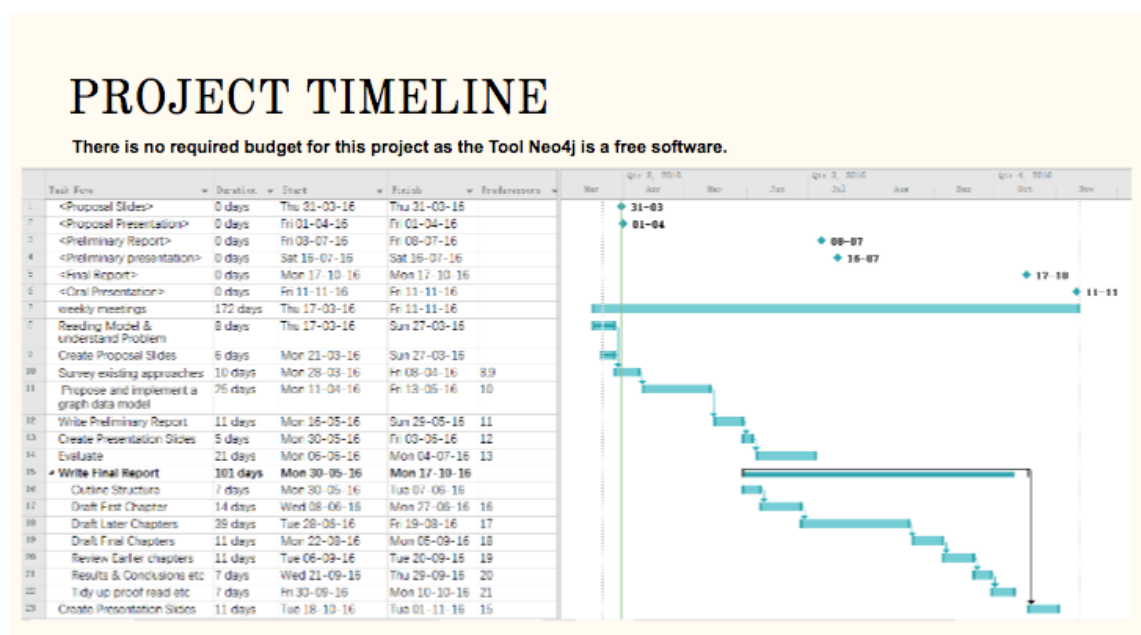 PROJECT TIMELINE
There is no required budget for this project as the Tool Neo4j is a free software.
Qtr 3, 2016 Qtr 4, 2016
Task Name Duration Start Finish Predecessors Mar Apr Jun Jul Aug Sep Oct Nov
1 <Proposal Slides> 0 days Thu 31-03-16 Thu 31-03-16 31-03
2 <Proposal Presentation> 0 days Fri 01-04-16 Fri 01-04-16 01-04
3 <Preliminary Report> 0 days Fri 08-07-16 Fri 08-07-16 08-07
4 <Preliminary presentation> 0 days Sat 16-07-16 Sat 16-07-16 16-07
5 <Final Report> 0 days Mon 17-10-16 Mon 17-10-16 17-10
6 <Oral Presentation> 0 days Fri 11-11-16 Fri 11-11-16 11-11
7 weekly meetings 172 days Thu 17-03-16 Fri 11-11-16
8 Reading Model & 8 days Thu 17-03-16 Sun 27-03-16
understand Problem
9 Create Proposal Slides 6 days Mon 21-03-16 Sun 27-03-16
10 Survey existing approaches 10 days Mon 28-03-16 Fri 08-04-16 8,9
11 Propose and implement a 25 days Mon 11-04-16 Fri 13-05-16 10
graph data model
12 Write Preliminary Report 11 days Mon 16-05-16 Sun 29-05-16 11
13 Create Presentation Slides 5 days Mon 30-05-16 Fri 03-06-16 12
14 Evaluate 21 days Mon 06-06-16 Mon 04-07-16 13
15 Write Final Report 101 days Mon 30-05-16 Mon 17-10-16
16 Outline Structure 7 days Mon 30-05-16 Tue 07-06-16
17 Draft First Chapter 14 days Wed 08-06-16 Mon 27-06-16 16
18 Draft Later Chapters 39 days Tue 28-06-16 Fri 19-08-16 17
19 Draft Final Chapters 11 days Mon 22-08-16 Mon 05-09-16 18
20 Review Earlier chapters 11 days Tue 06-09-16 Tue 20-09-16 19
21 Results & Conclusions etc 7 days Wed 21-09-16 Thu 29-09-16 20
22 Tidy up proof read etc 7 days Fri 30-09-16 Mon 10-10-16 21
23 Create Presentation Slides 11 days Tue 18-10-16 Tue 01-11-16 15